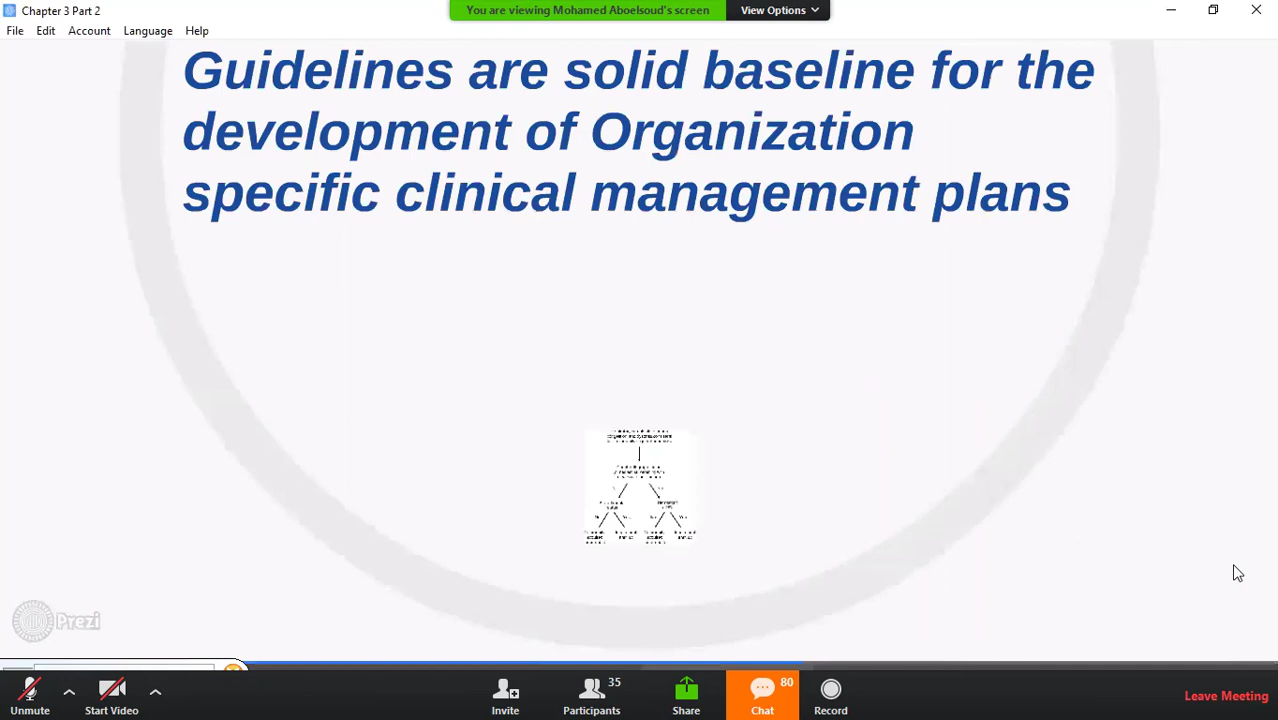 Chapter 3 Part 2
You are viewing Mohamed Aboelsoud's screen
View Options
File Edit Account Language Help
Guidelines are solid baseline for the
development of Organization
specific clinical management plans
Prezi
35
80
Unmute
Start Video
Invite
Participants
Share
Chat
Record
Leave Meeting